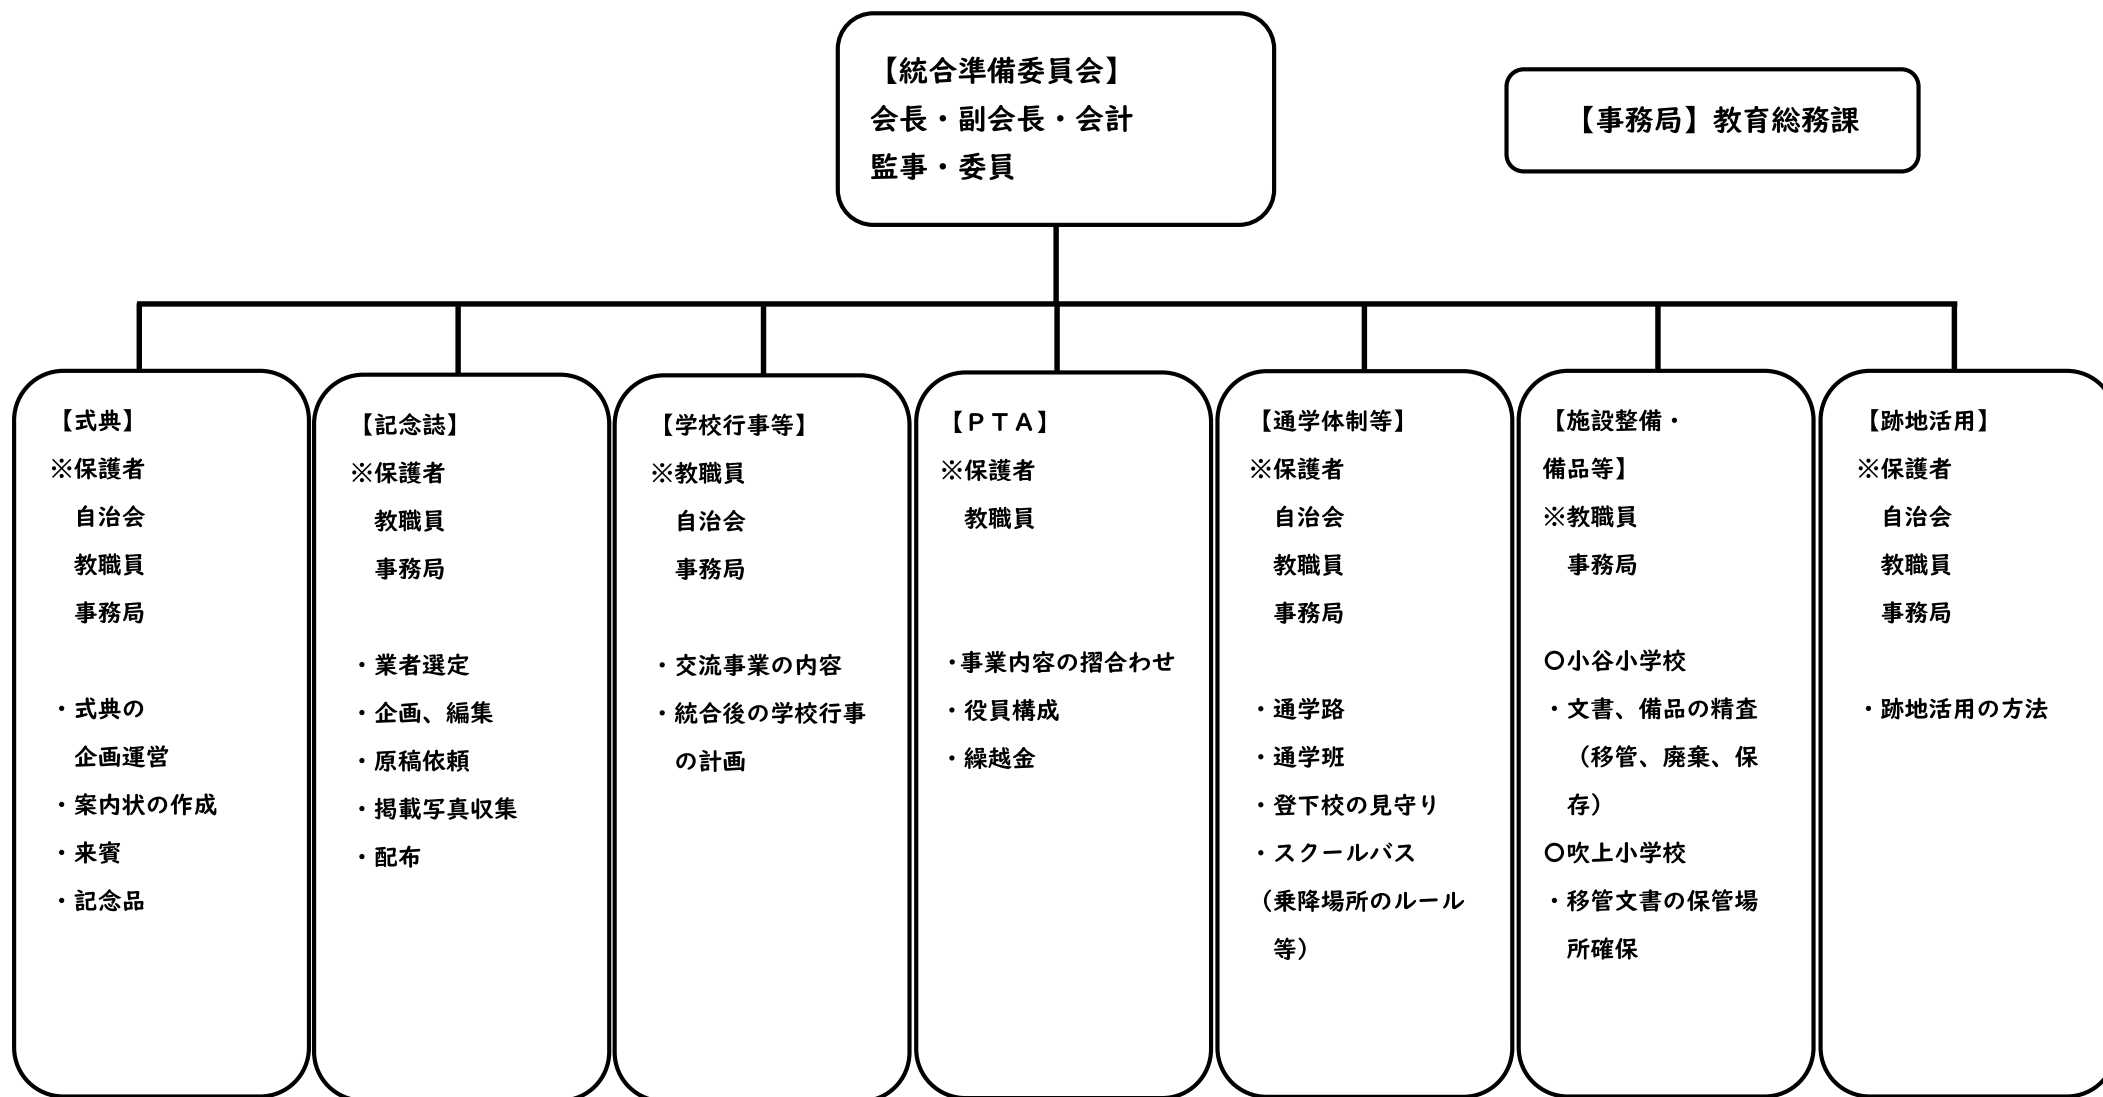 【統合準備委員会】
会長・副会長・会計
監事・委員
【事務局】教育総務課
【式典】
※保護者
自治会
教職員
事務局
・式典の
企画運営
・案内状の作成
・来賓
・記念品
【記念誌】
※保護者
教職員
事務局
・業者選定
・企画、編集
・原稿依頼
・掲載写真収集
・配布
【学校行事等】
※教職員
自治会
事務局
・交流事業の内容
・統合後の学校行事
の計画
【ＰＴＡ】
※保護者
教職員
・事業内容の摺合わせ
・役員構成
・繰越金
【通学体制等】
※保護者
自治会
教職員
事務局
・通学路
・通学班
・登下校の見守り
・スクールバス
（乗降場所のルール
等）
【施設整備・
備品等】
※教職員
事務局
〇小谷小学校
・文書、備品の精査
（移管、廃棄、保
存）
〇吹上小学校
・移管文書の保管場
所確保
【跡地活用】
※保護者
自治会
教職員
事務局
・跡地活用の方法